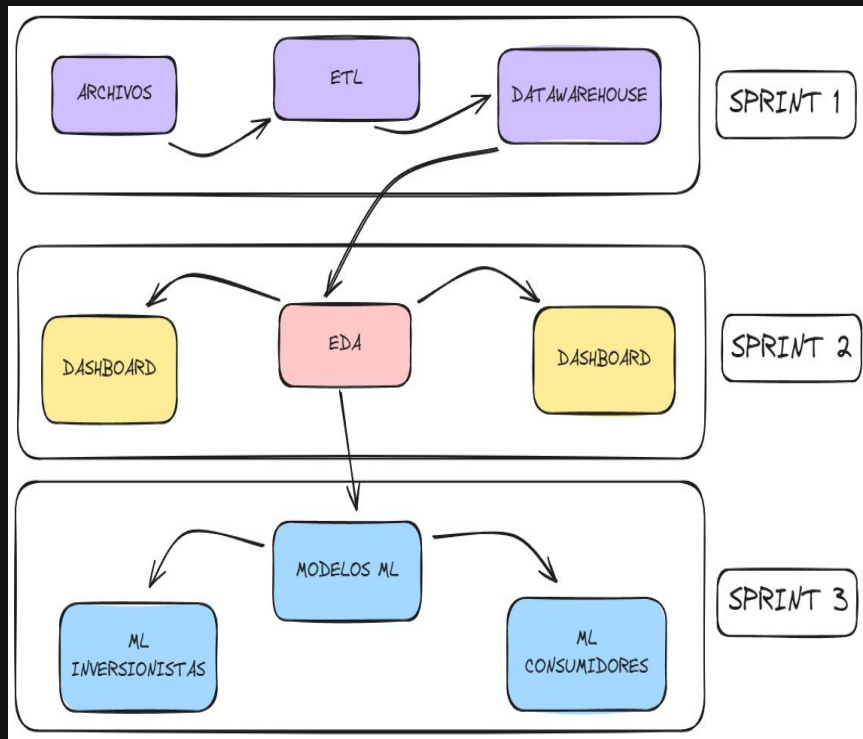 ARCHIVOS
ETL
DATAWAREHOUSE
SPRINT 1
DASHBOARD
EDA
DASHBOARD
SPRINT 2
MODELOS ML
ML
INVERSIONISTAS
ML
CONSUMIDORES
SPRINT 3